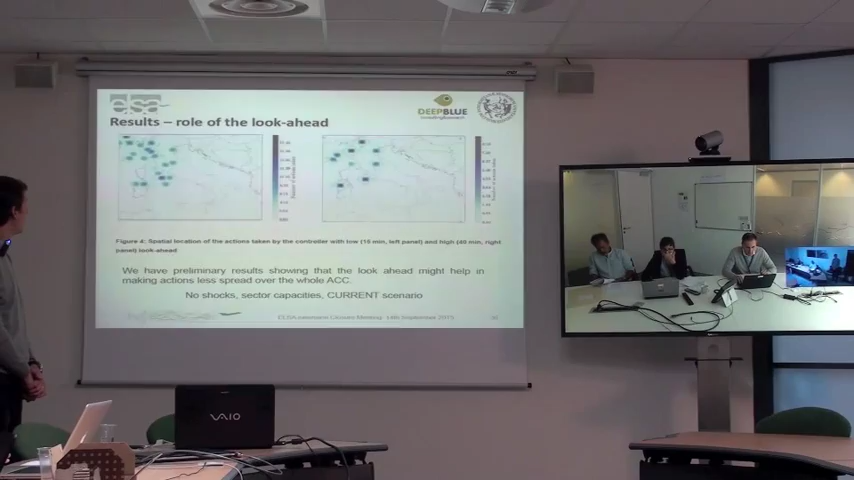 elsa
DEEPBLUE
Results – role of the look-ahead
Figure 4: Spatial location of the actions taken by the controller with low (15 min, left panel) and high (40 min, right
panel) look-ahead
We have preliminary results showing that the look ahead might help in
making actions less spread over the whole ACC.
No shocks, sector capacities, CURRENT scenario
VAIO